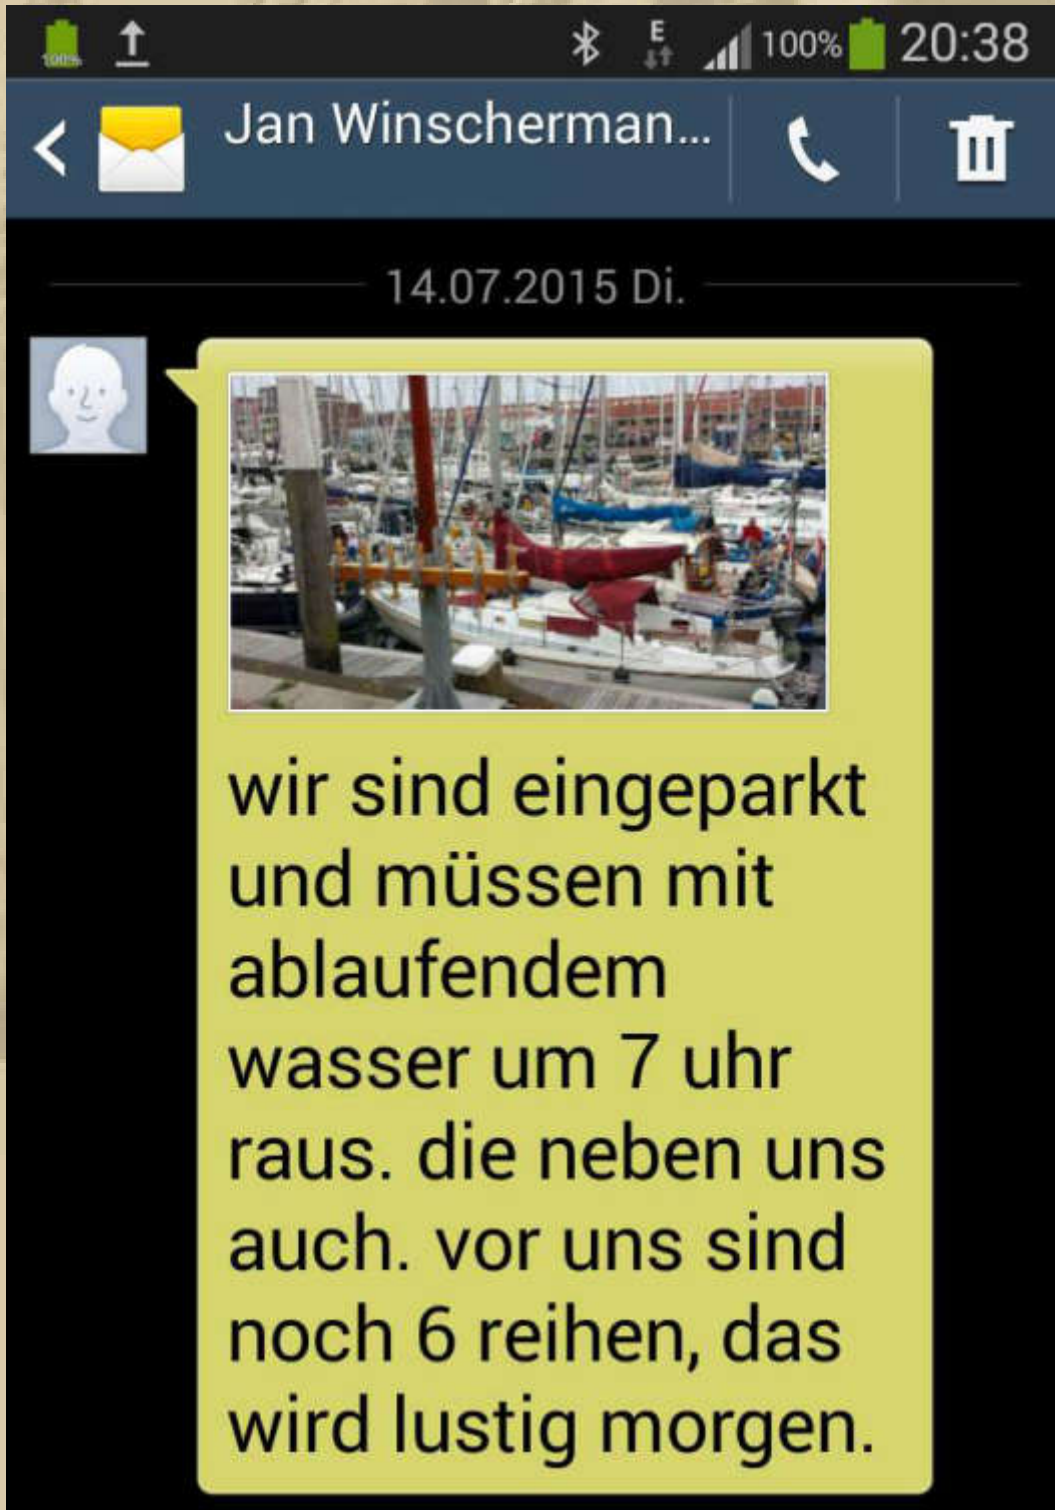 100%
E
100%
20:38
Jan Winscherman...
14.07.2015 Di.
wir sind eingeparkt
und müssen mit
ablaufendem
wasser um 7 uhr
raus. die neben uns
auch. vor uns sind
noch 6 reihen, das
wird lustig morgen.